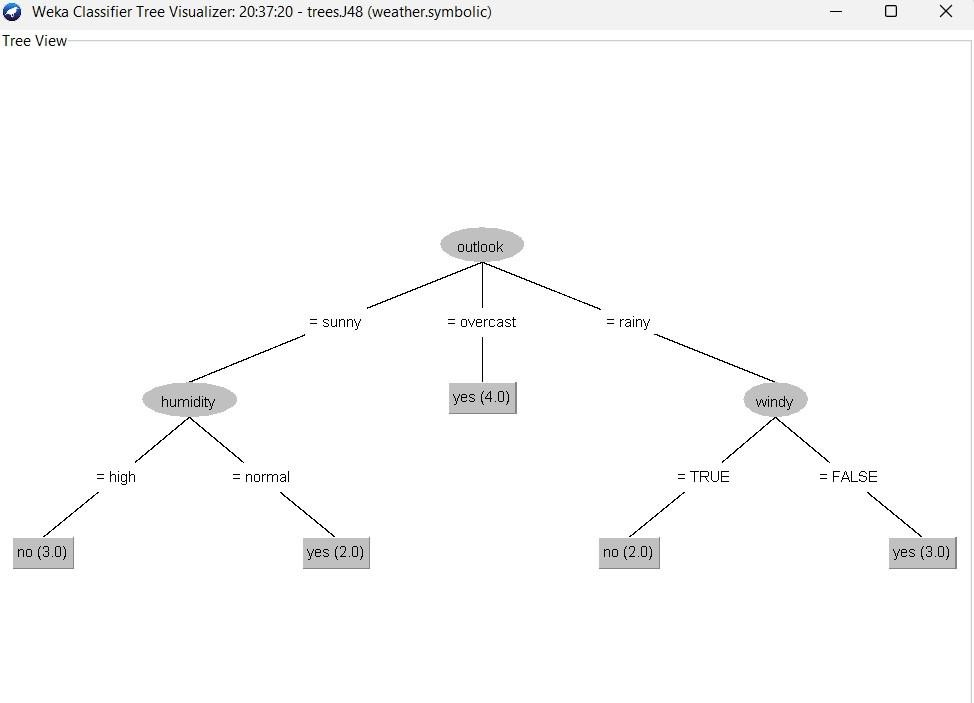 Weka Classifier Tree Visualizer: 20:37:20 - trees.J48 (weather.symbolic)
Tree View
outlook
= sunny
= overcast
= rainy
humidity
yes (4.0)
windy
= high
= normal
= TRUE
= FALSE
no (3.0)
yes (2.0)
no (2.0)
yes (3.0)